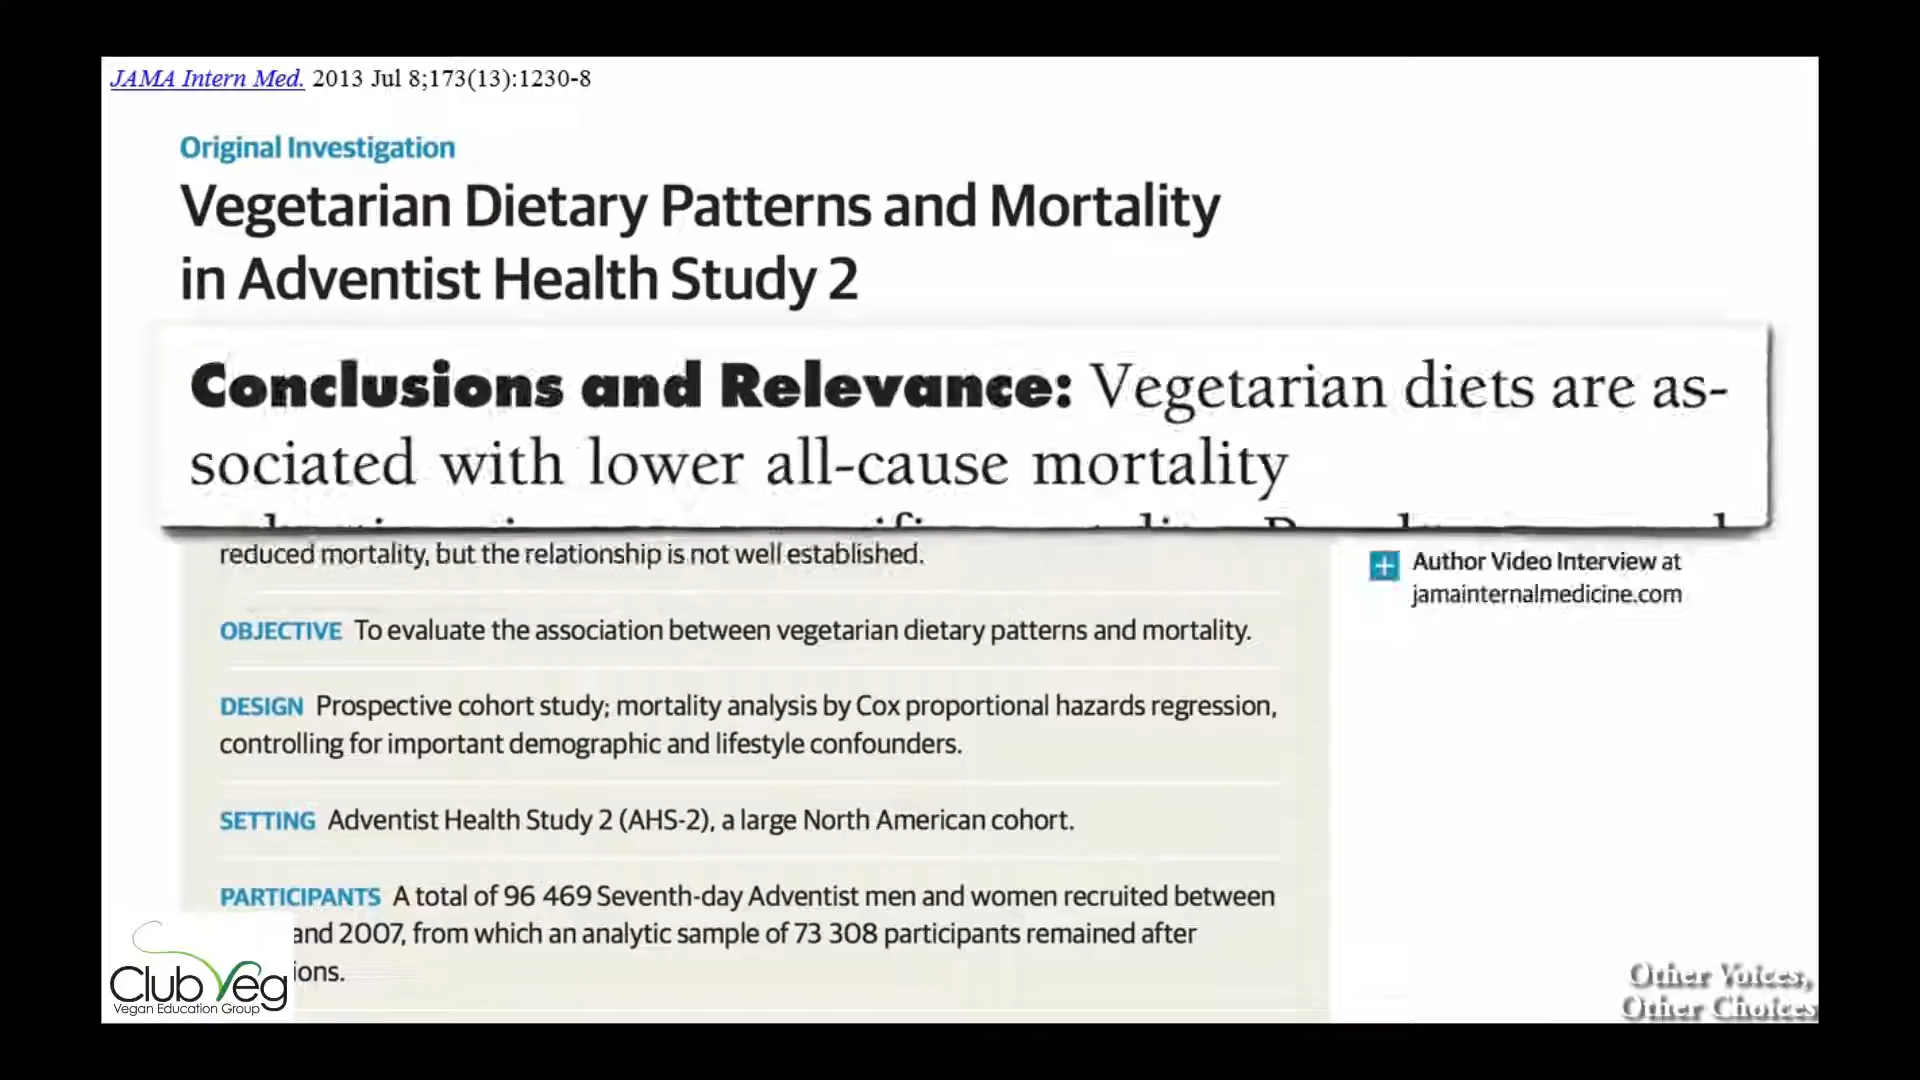 JAMA Intern Med. 2013 Jul 8;173(13):1230-8
Original Investigation
Vegetarian Dietary Patterns and Mortality
in Adventist Health Study 2
Conclusions and Relevance: Vegetarian diets are as-
sociated with lower all-cause mortality
reduced mortality, but the relationship is not well established.
Author Video Interview at
jamainternalmedicine.com
OBJECTIVE To evaluate the association between vegetarian dietary patterns and mortality.
DESIGN Prospective cohort study; mortality analysis by Cox proportional hazards regression,
controlling for important demographic and lifestyle confounders.
SETTING Adventist Health Study 2 (AHS-2), a large North American cohort.
PARTICIPANTS A total of 96 469 Seventh-day Adventist men and women recruited between
and 2007, from which an analytic sample of 73 308 participants remained after
ions.
Club Veg
Vegan Education Group
Other Voices,
Other Choices